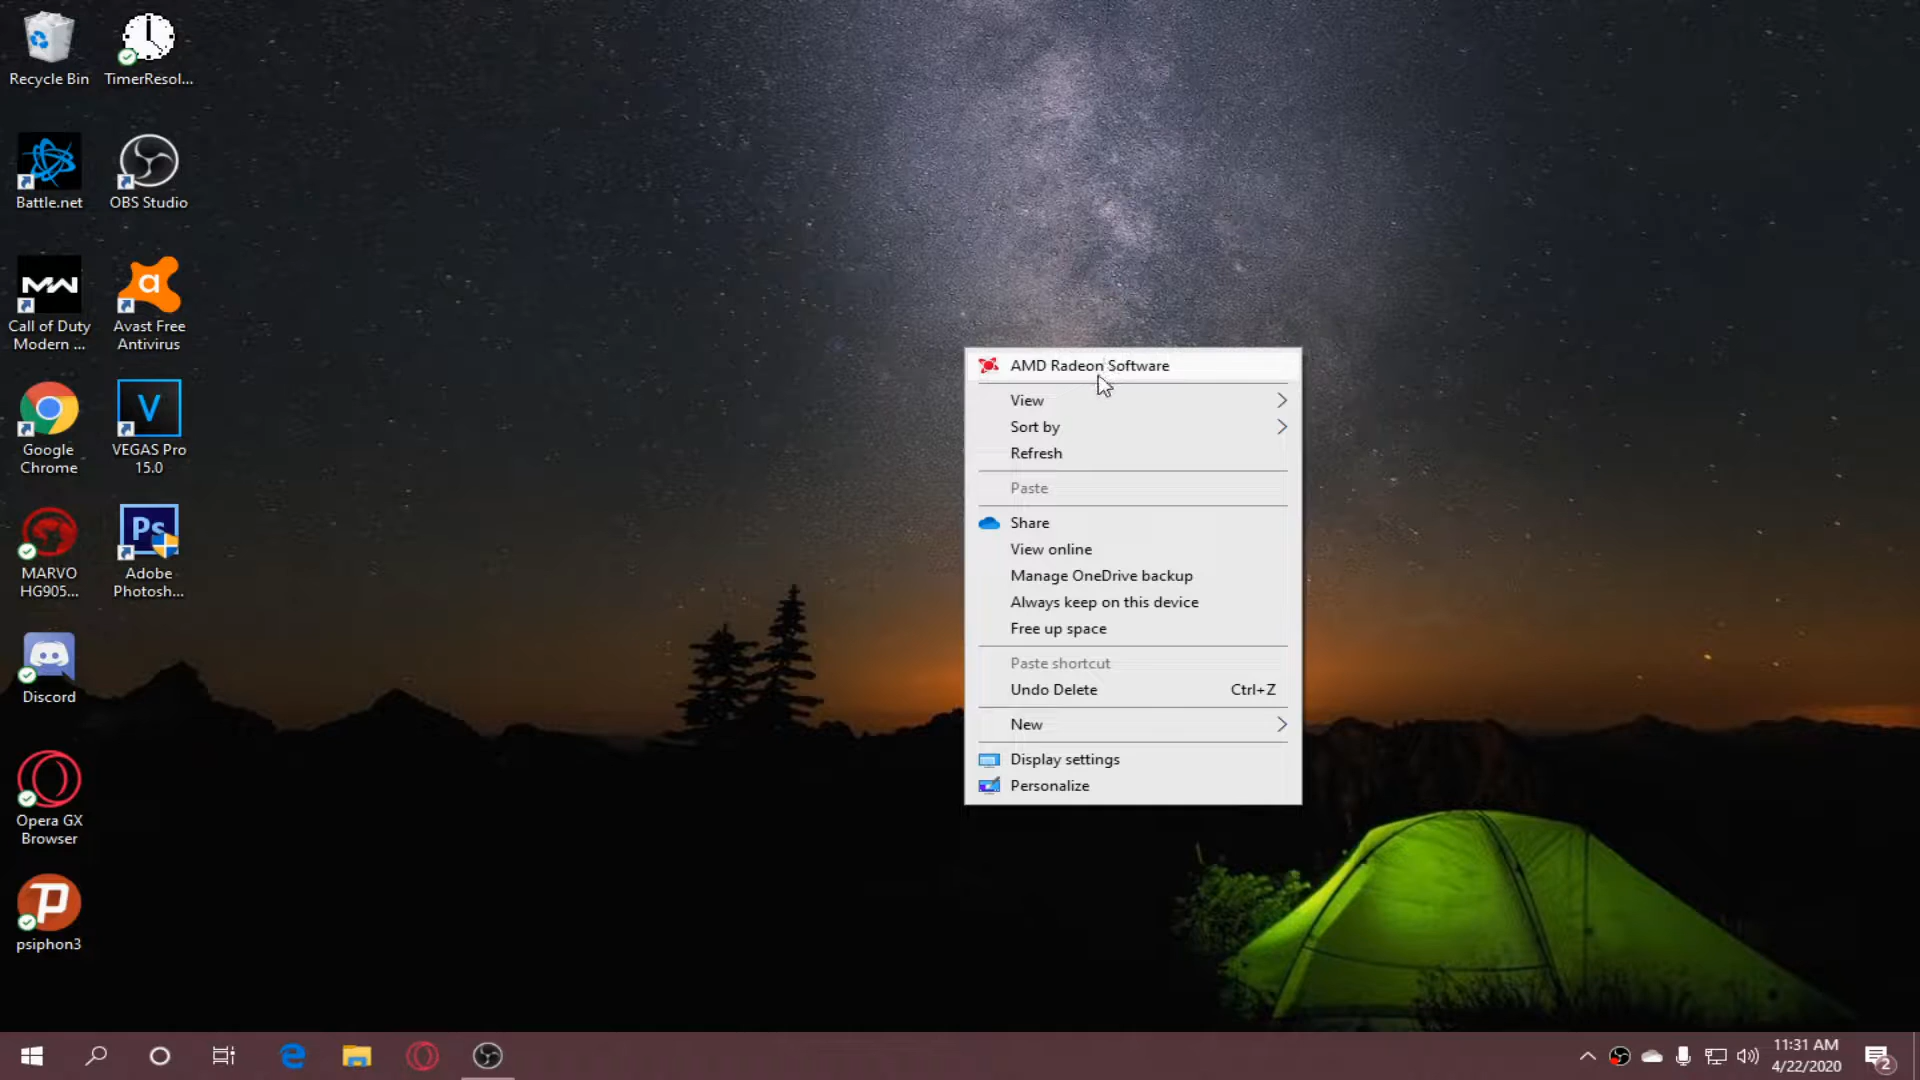 Recycle Bin
TimerResol...
Battle.net
OBS Studio
MW
Call of Duty
Modern ...
a
Avast Free
Antivirus
Google
Chrome
V
VEGAS Pro
15.0
MARVO
HG905...
Ps
Adobe
Photosh...
Discord
Opera GX
Browser
P
psiphon3
AMD Radeon Software
View
Sort by
Refresh
Paste
Share
View online
Manage OneDrive backup
Always keep on this device
Free up space
Paste shortcut
Undo Delete Ctrl+Z
New
Display settings
Personalize
11:31 AM
4/22/2020
2